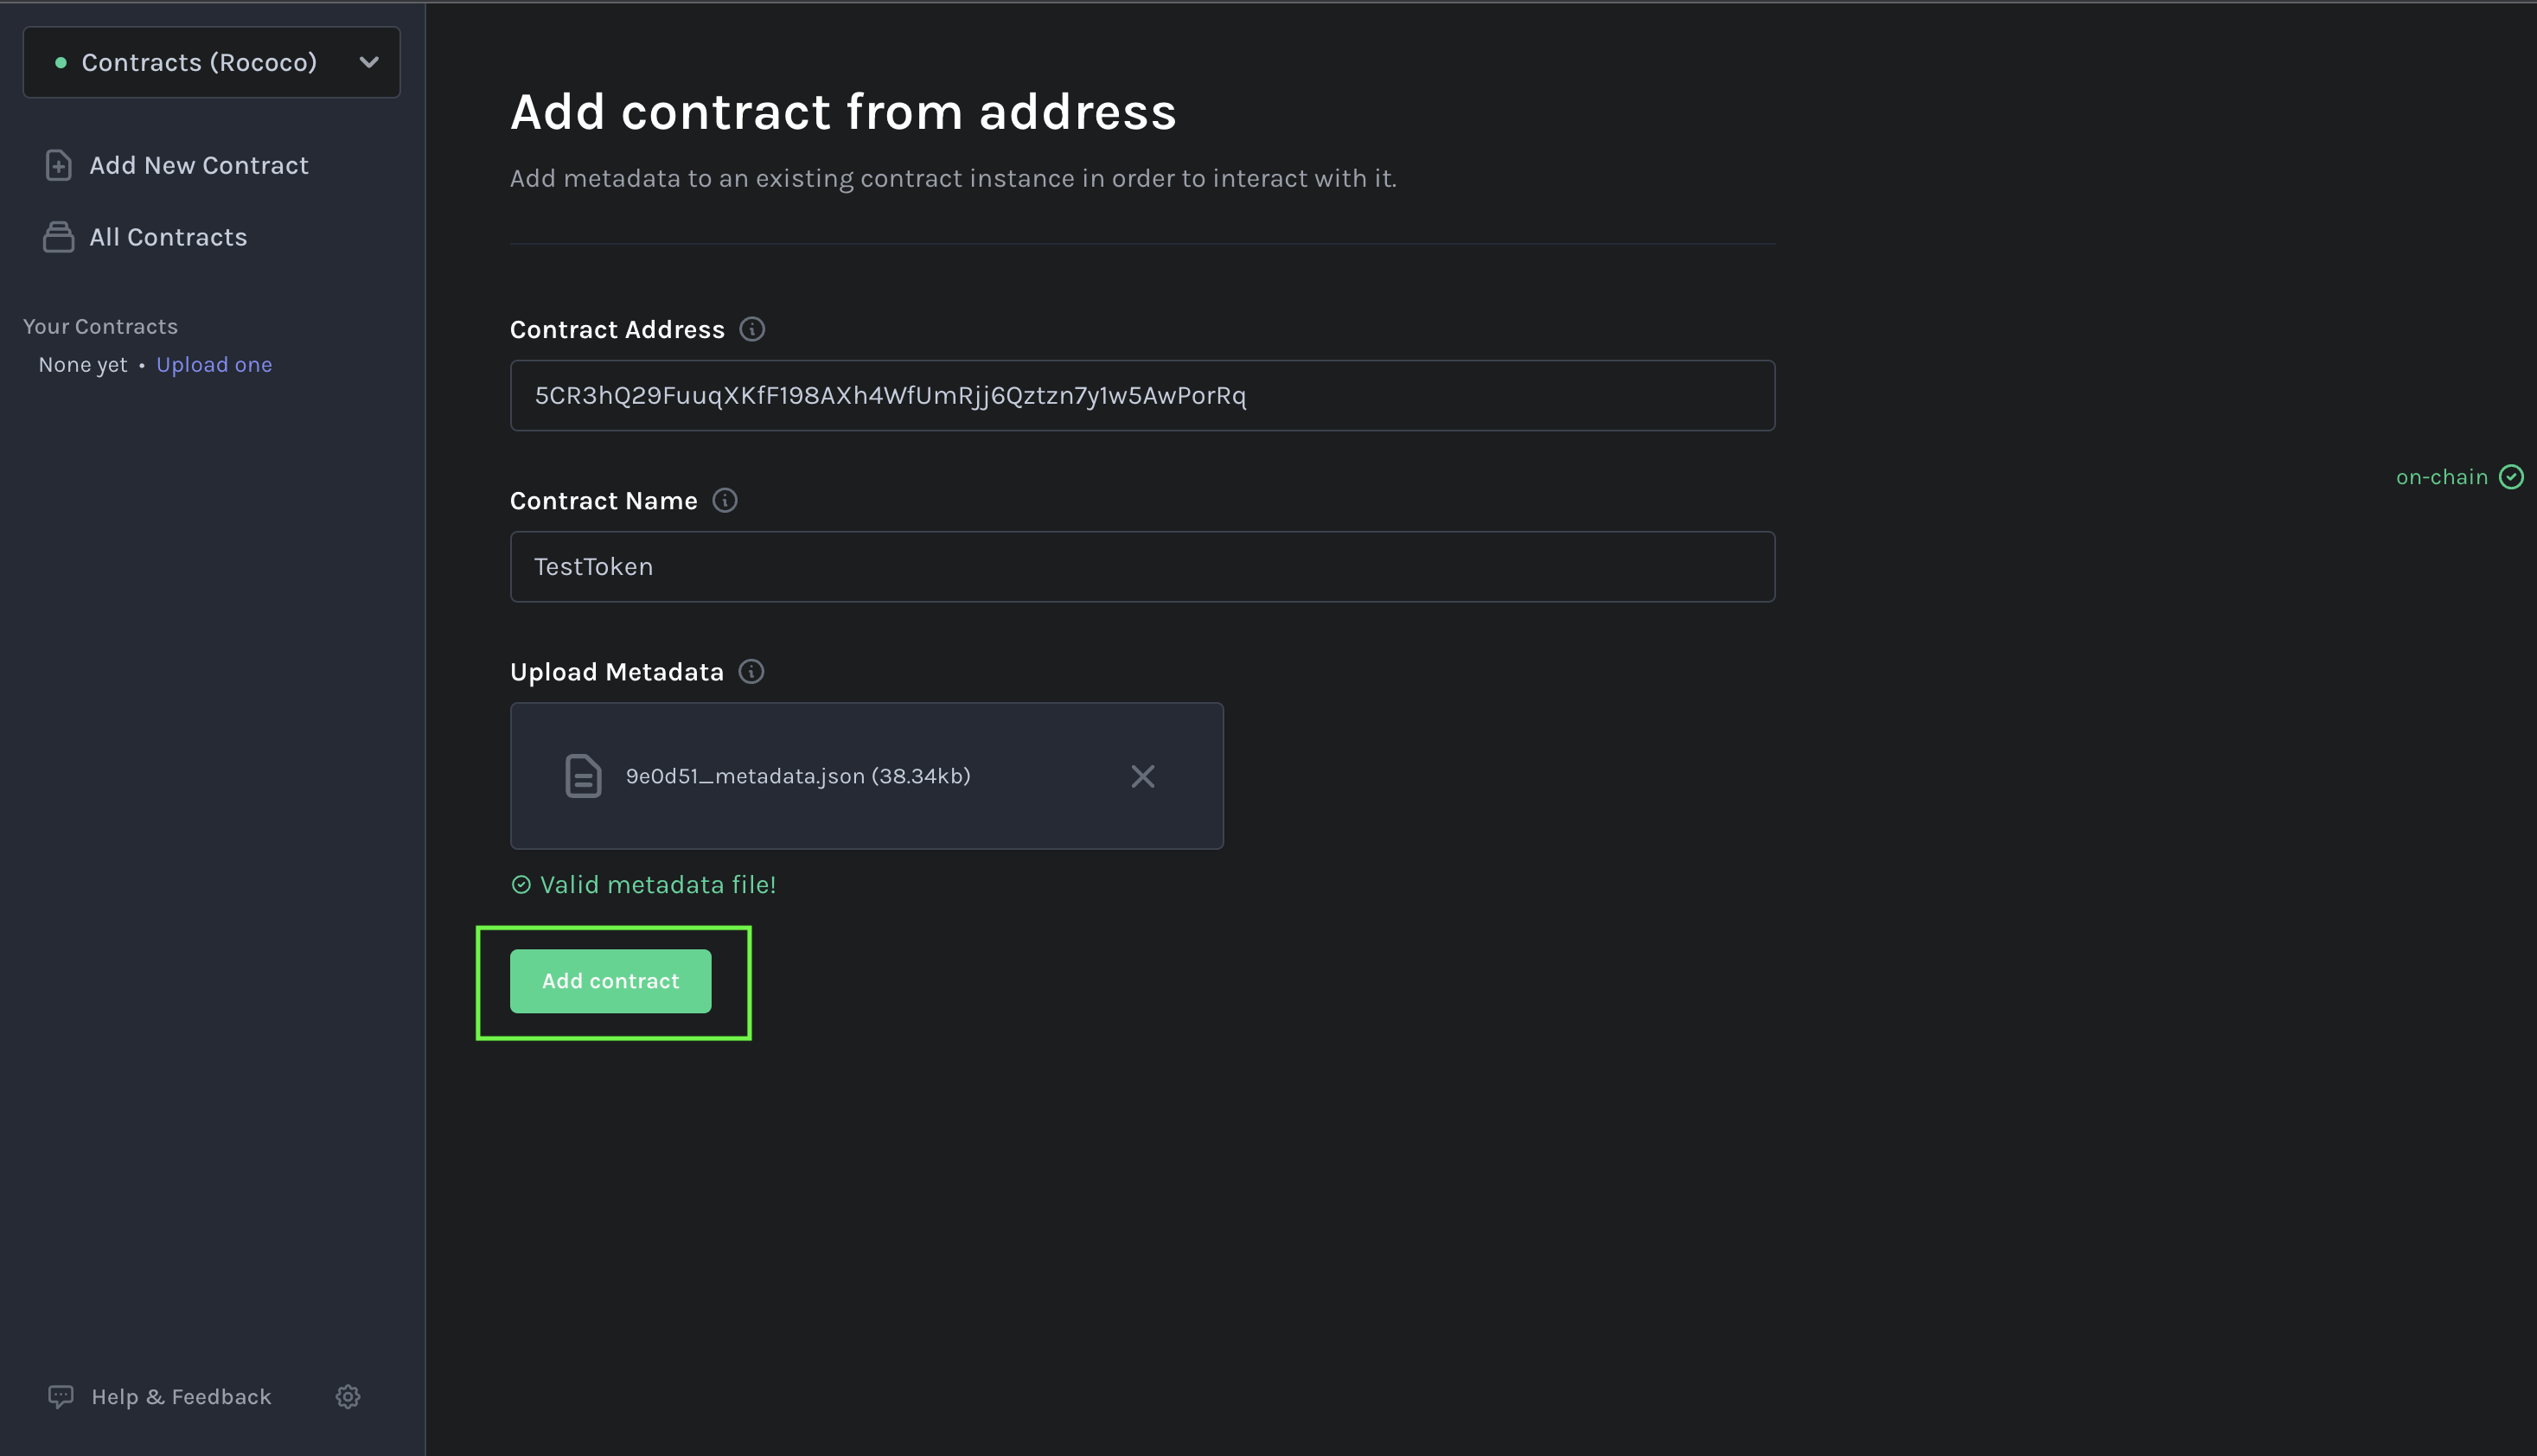 Contracts (Rococo)
Add New Contract
All Contracts
Your Contracts
None yet • Upload one
Help & Feedback
Add contract from address
Add metadata to an existing contract instance in order to interact with it.
Contract Address
5CR3hQ29FuuqXKfF198AXh4WfUmRjj6Qztzn7y1w5AwPorRq
on-chain
Contract Name
TestToken
Upload Metadata
9e0d51_metadata.json (38.34kb)
Valid metadata file!
Add contract